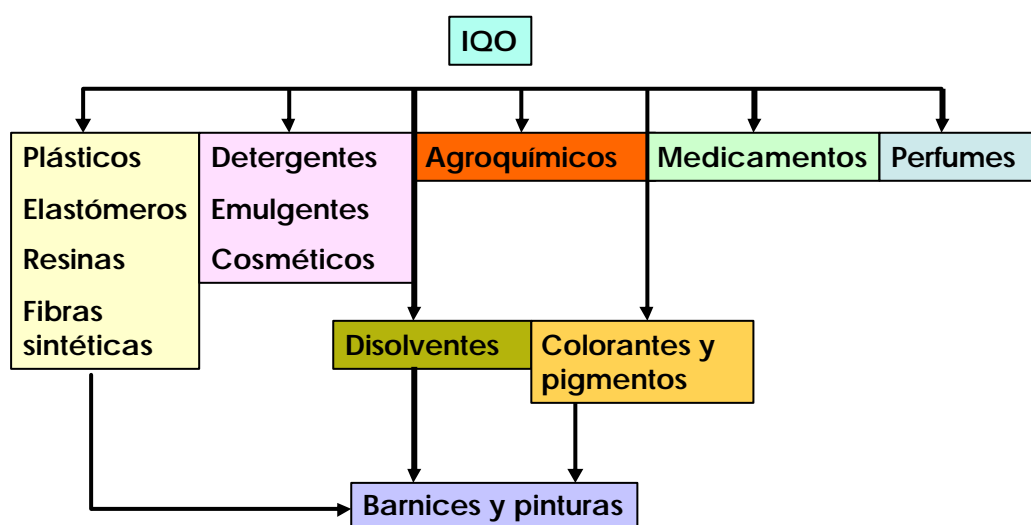 IQO
Plásticos
Elastómeros
Resinas
Fibras
sintéticas
Detergentes
Emulgentes
Cosméticos
Agroquímicos
Medicamentos
Perfumes
Disolventes
Colorantes y
pigmentos
Barnices y pinturas